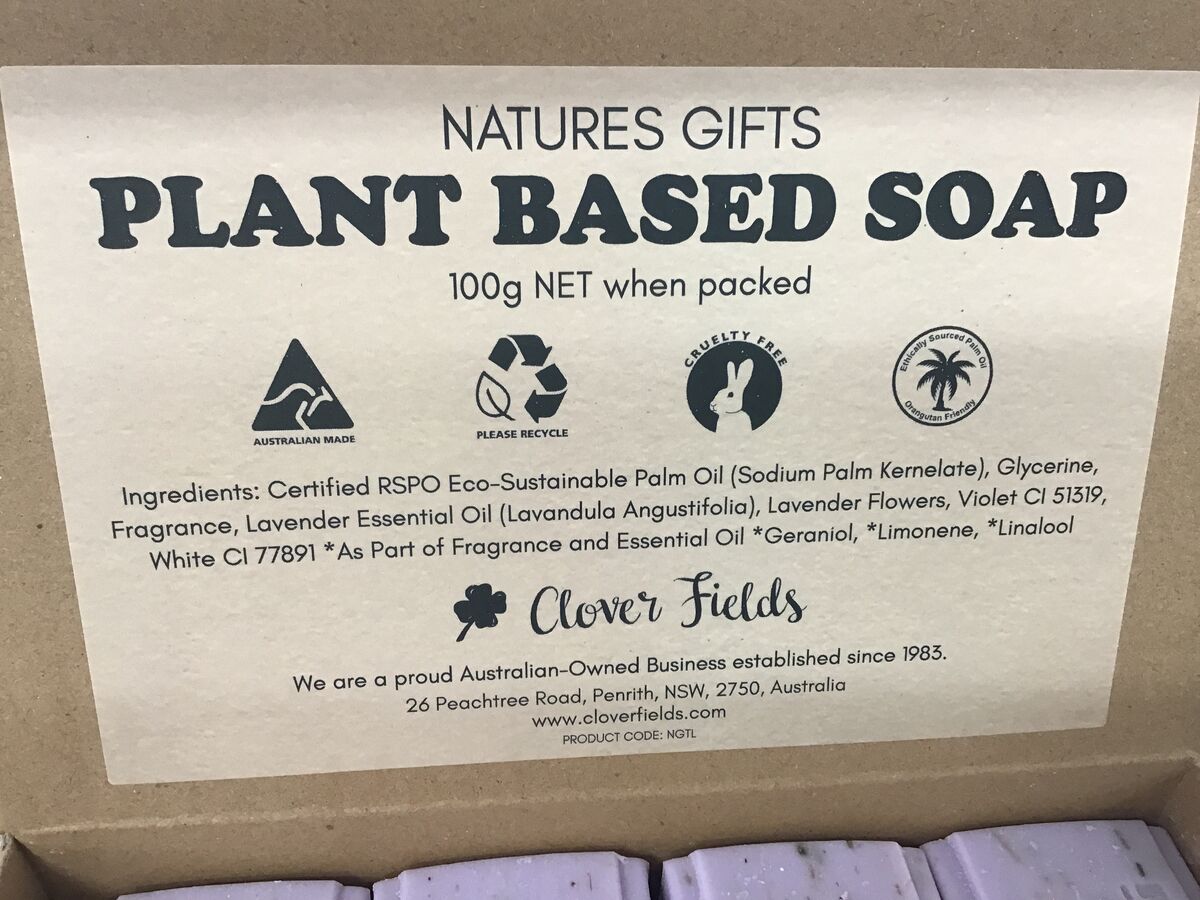 NATURES GIFTS
PLANT BASED SOAP
100g NET when packed
AUSTRALIAN MADE
PLEASE RECYCLE
CRUELTY FREE
Ethically Sourced Palm Oil
Orangutan Friendly
Ingredients: Certified RSPO Eco-Sustainable Palm Oil (Sodium Palm Kernelate), Glycerine,
Fragrance, Lavender Essential Oil (Lavandula Angustifolia), Lavender Flowers, Violet CI 51319,
White CI 77891 *As Part of Fragrance and Essential Oil *Geraniol, *Limonene, *Linalool
Clover Fields
We are a proud Australian-Owned Business established since 1983.
26 Peachtree Road, Penrith, NSW, 2750, Australia
www.cloverfields.com
PRODUCT CODE: NGTL